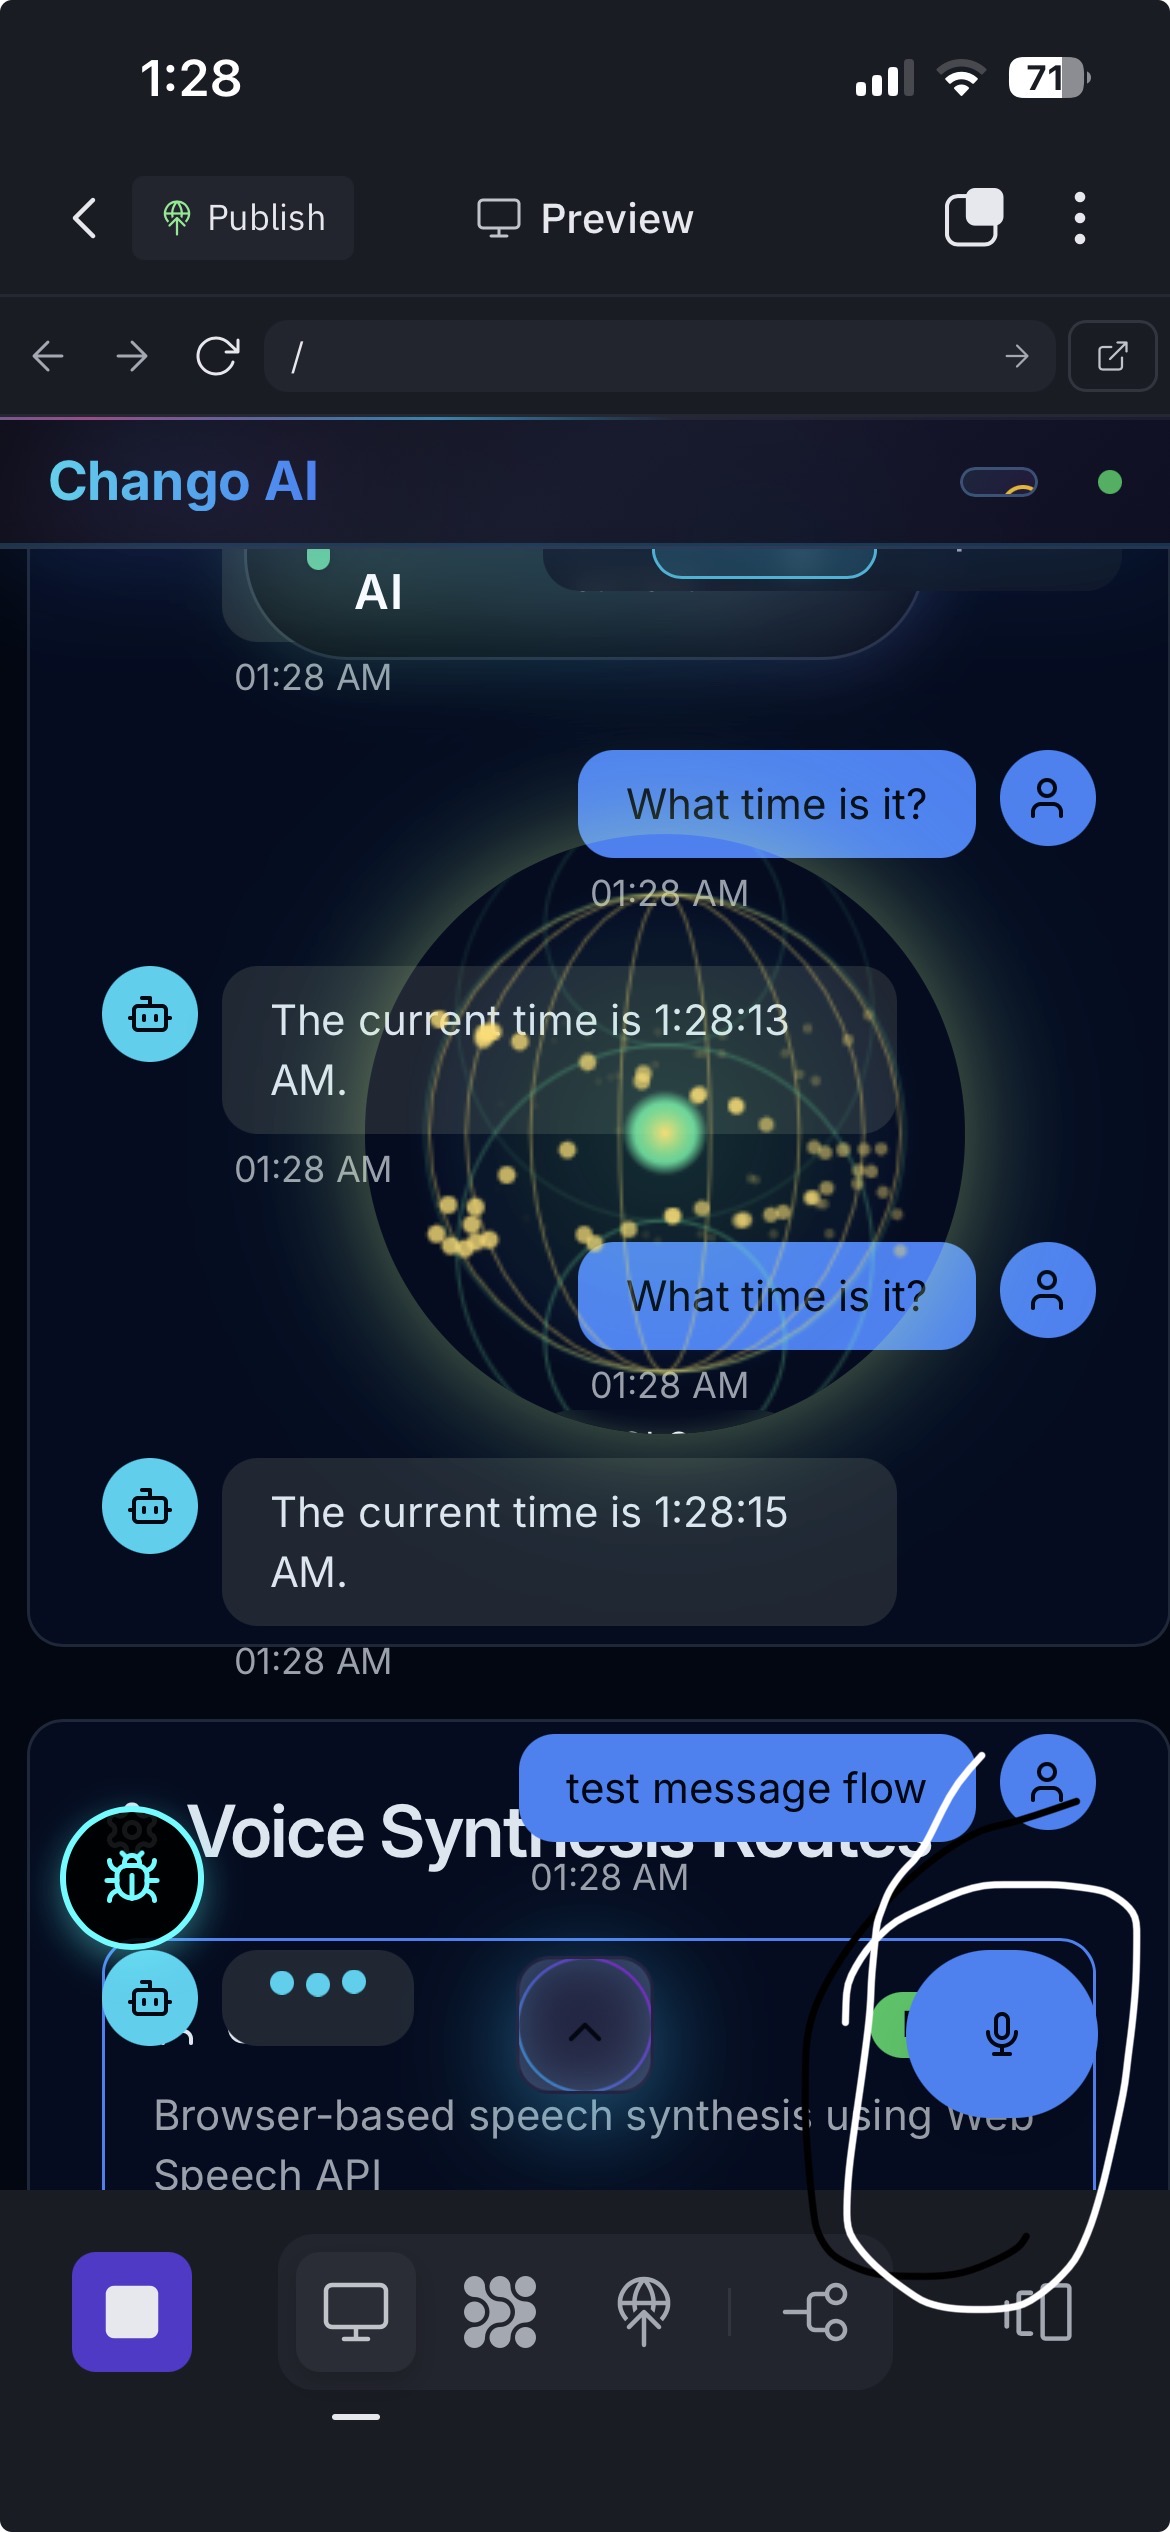 1:28
71
Publish
Preview
/
Chango AI
AI
01:28 AM
What time is it?
01:28 AM
The current time is 1:28:13
AM.
01:28 AM
What time is it?
01:28 AM
The current time is 1:28:15
AM.
01:28 AM
test message flow
Voice Synthesis Routes
01:28 AM
Browser-based speech synthesis using Web
Speech API